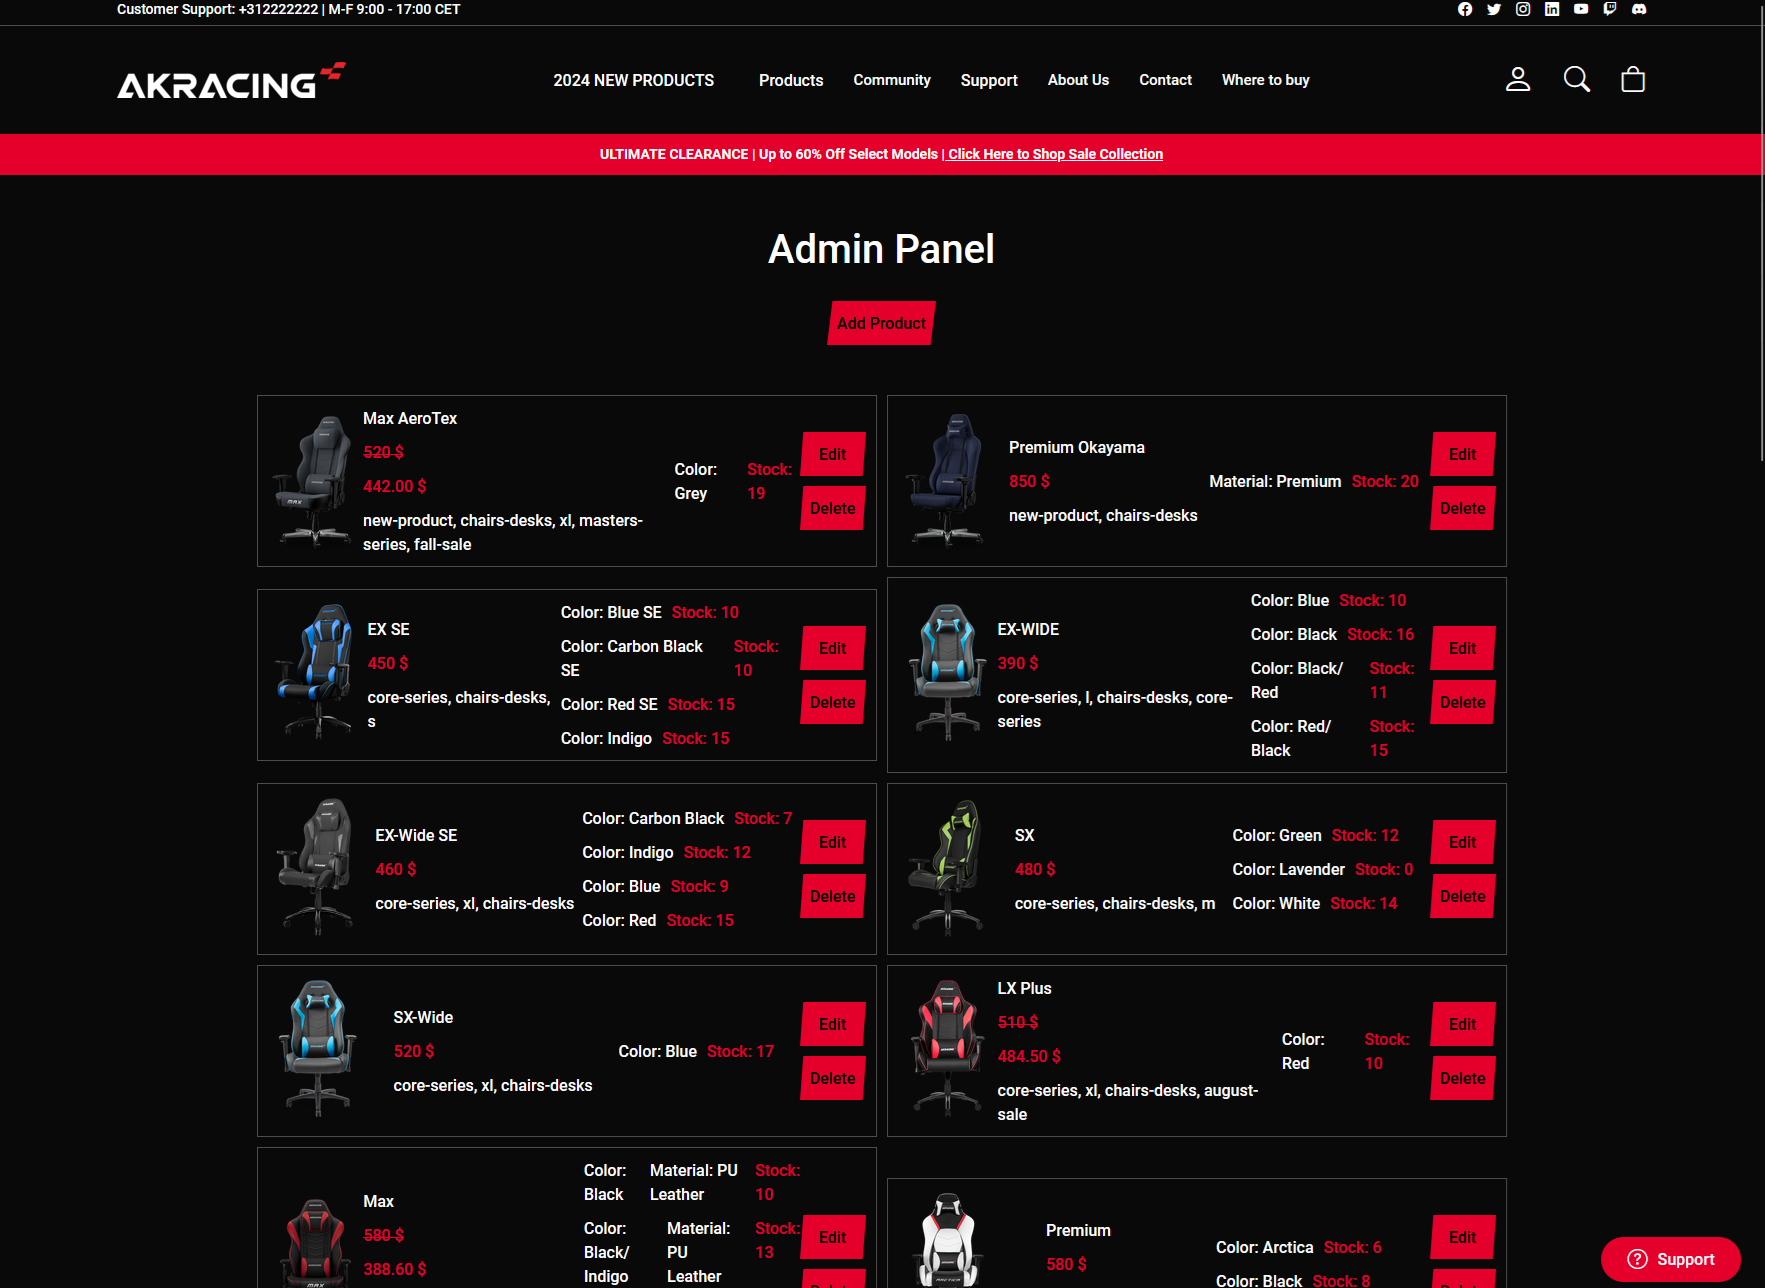 Customer Support: +312222222 | M-F 9:00 - 17:00 CET
AKRACING
2024 NEW PRODUCTS
Products
Community
Support
About Us
Contact
Where to buy
ULTIMATE CLEARANCE | Up to 60% Off Select Models | Click Here to Shop Sale Collection
Admin Panel
Add Product
Max AeroTex
520 $
442.00 $
new-product, chairs-desks, xl, masters-
series, fall-sale
Color:
Grey
Stock:
19
Edit
Delete
Premium Okayama
850 $
new-product, chairs-desks
Material: Premium
Stock: 20
Edit
Delete
EX SE
450 $
core-series, chairs-desks,
s
Color: Blue SE
Stock: 10
Color: Carbon Black
SE
Stock:
10
Color: Red SE
Stock: 15
Color: Indigo
Stock: 15
Edit
Delete
EX-WIDE
390 $
core-series, l, chairs-desks, core-
series
Color: Blue
Stock: 10
Color: Black
Stock: 16
Color: Black/
Red
Stock:
11
Color: Red/
Black
Stock:
15
Edit
Delete
EX-Wide SE
460 $
core-series, xl, chairs-desks
Color: Carbon Black
Stock: 7
Color: Indigo
Stock: 12
Color: Blue
Stock: 9
Color: Red
Stock: 15
Edit
Delete
SX
480 $
core-series, chairs-desks, m
Color: Green
Stock: 12
Color: Lavender
Stock: 0
Color: White
Stock: 14
Edit
Delete
SX-Wide
520 $
core-series, xl, chairs-desks
Color: Blue
Stock: 17
Edit
Delete
LX Plus
510 $
484.50 $
core-series, xl, chairs-desks, august-
sale
Color:
Red
Stock:
10
Edit
Delete
Max
580 $
388.60 $
Color:
Black
Material: PU
Leather
Stock:
10
Color:
Black/
Indigo
Material:
PU
Leather
Stock:
13
Edit
Premium
580 $
Color: Arctica
Stock: 6
Color: Black
Stock: 8
Edit
Support